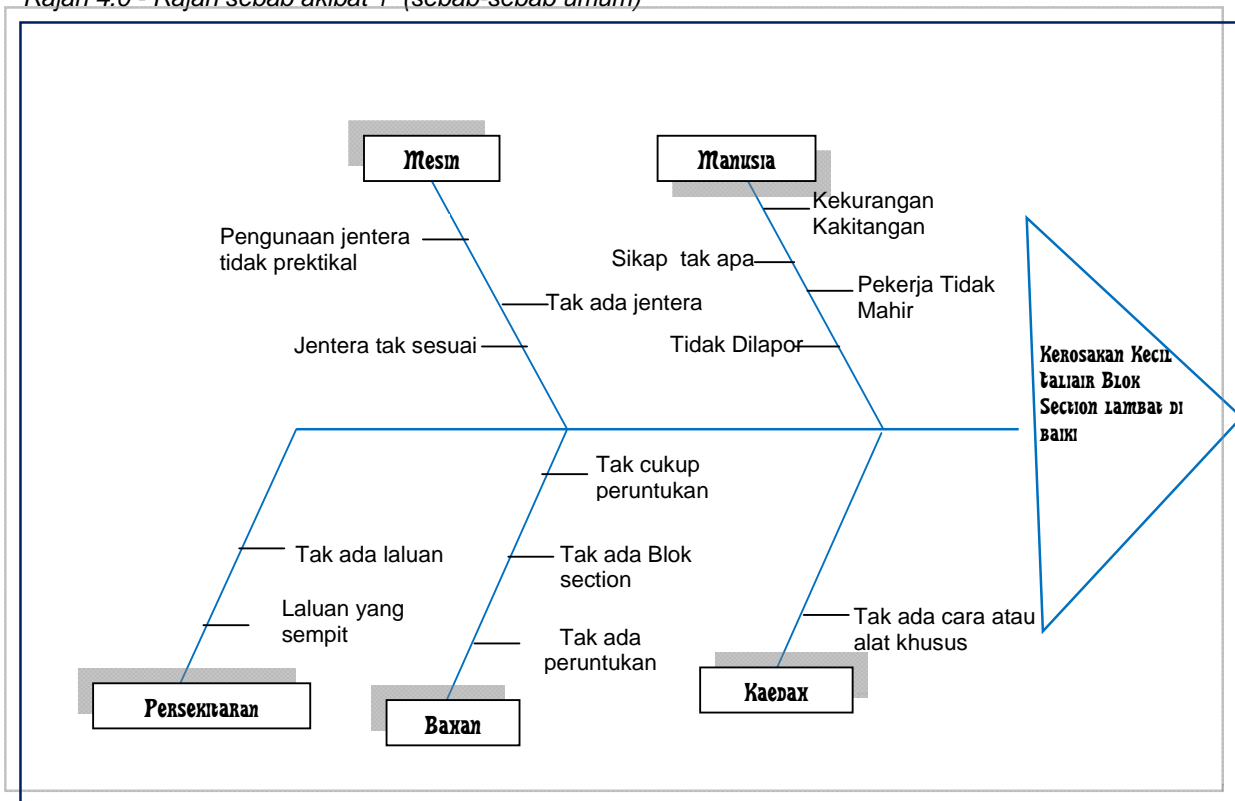 Rajah 4.0 - Rajah sebab akibat 1 (sebab-sebab umum)
Mesin
Manusia
Kekurangan
Kakitangan
Pengunaan jentera
tidak prektikal
Sikap tak apa
Pekerja Tidak
Mahir
Tak ada jentera
Jentera tak sesuai
Tidak Dilapor
Kerosakan Kecil
taliair Blok
Section lambat di
baiki
Tak cukup
peruntukan
Tak ada laluan
Tak ada Blok
section
Laluan yang
sempit
Tak ada
peruntukan
Tak ada cara atau
alat khusus
Persekitaran
Bahan
Kaedah